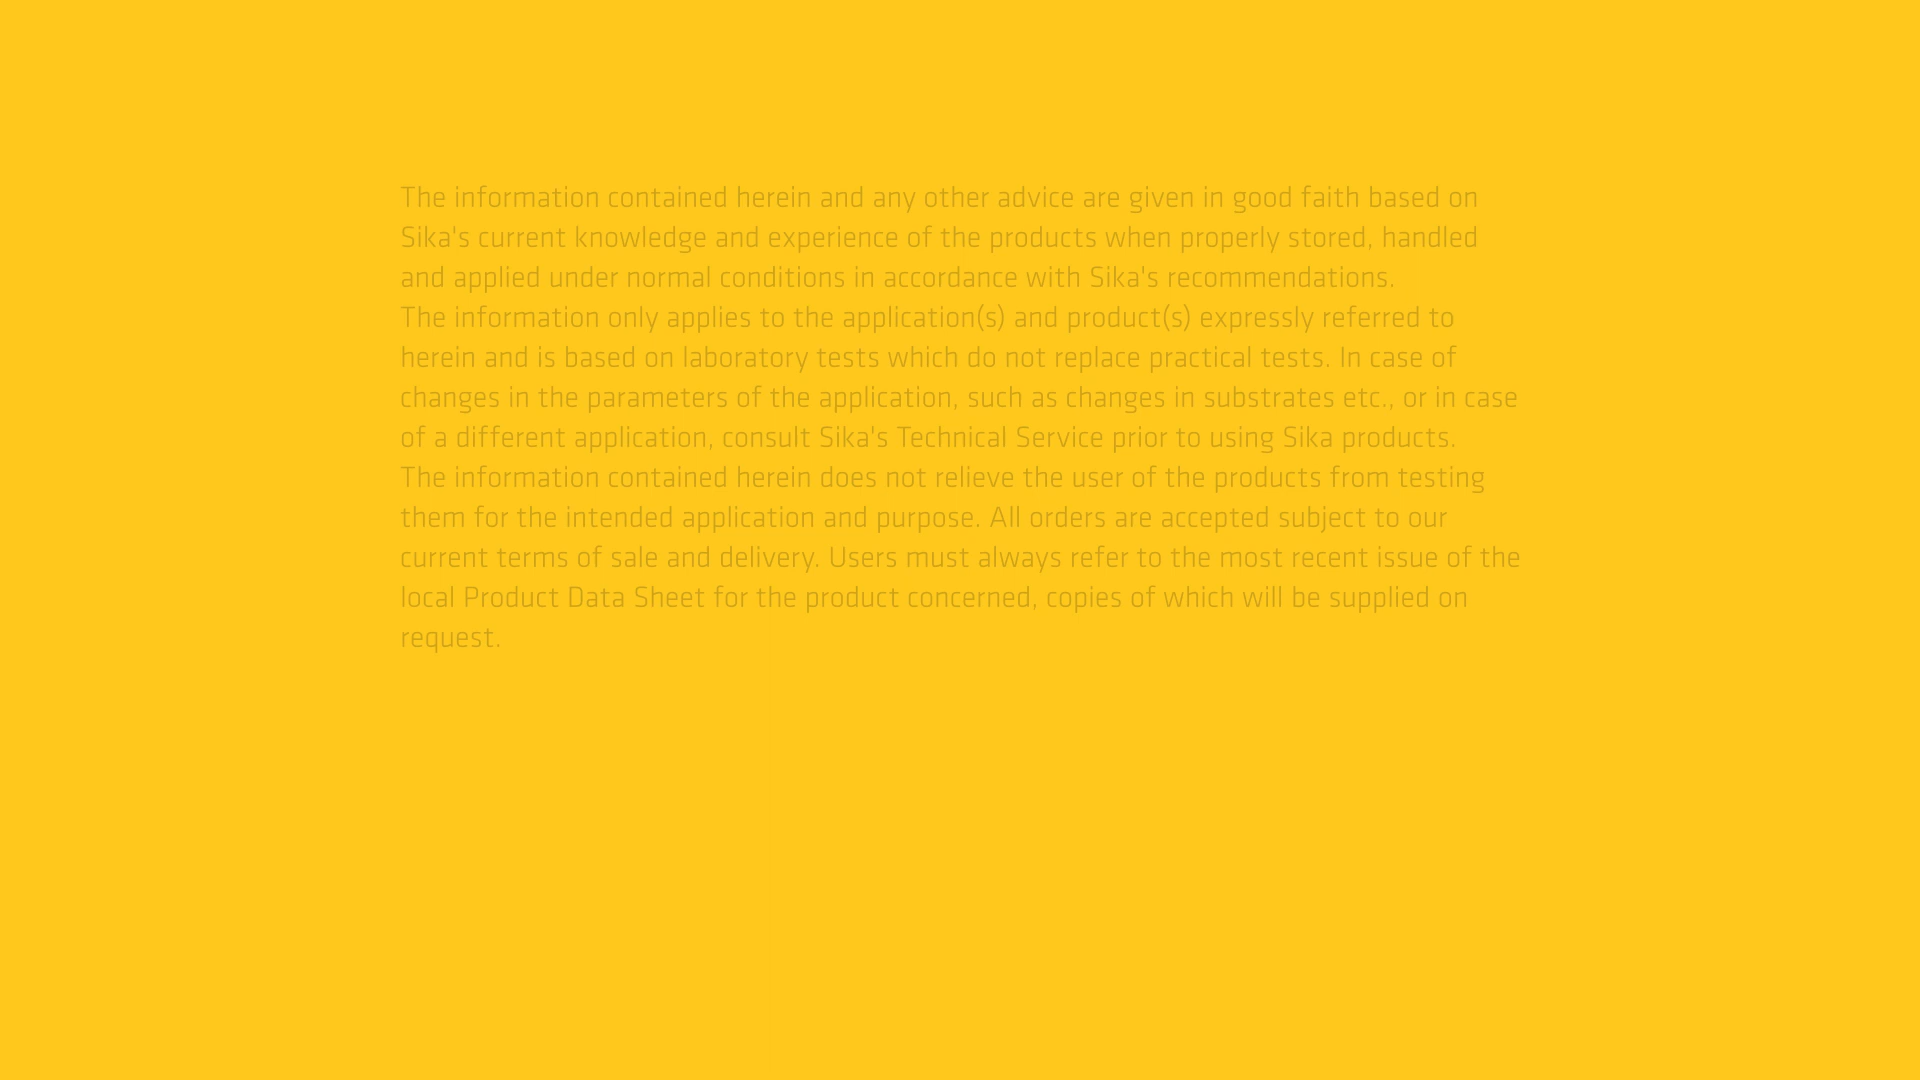 The information contained herein and any other advice are given in good faith based on
Sika's current knowledge and experience of the products when properly stored, handled
and applied under normal conditions in accordance with Sika's recommendations.
The information only applies to the application(s) and product(s) expressly referred to
herein and is based on laboratory tests which do not replace practical tests. In case of
changes in the parameters of the application, such as changes in substrates etc., or in case
of a different application, consult Sika's Technical Service prior to using Sika products.
The information contained herein does not relieve the user of the products from testing
them for the intended application and purpose. All orders are accepted subject to our
current terms of sale and delivery. Users must always refer to the most recent issue of the
local Product Data Sheet for the product concerned, copies of which will be supplied on
request.